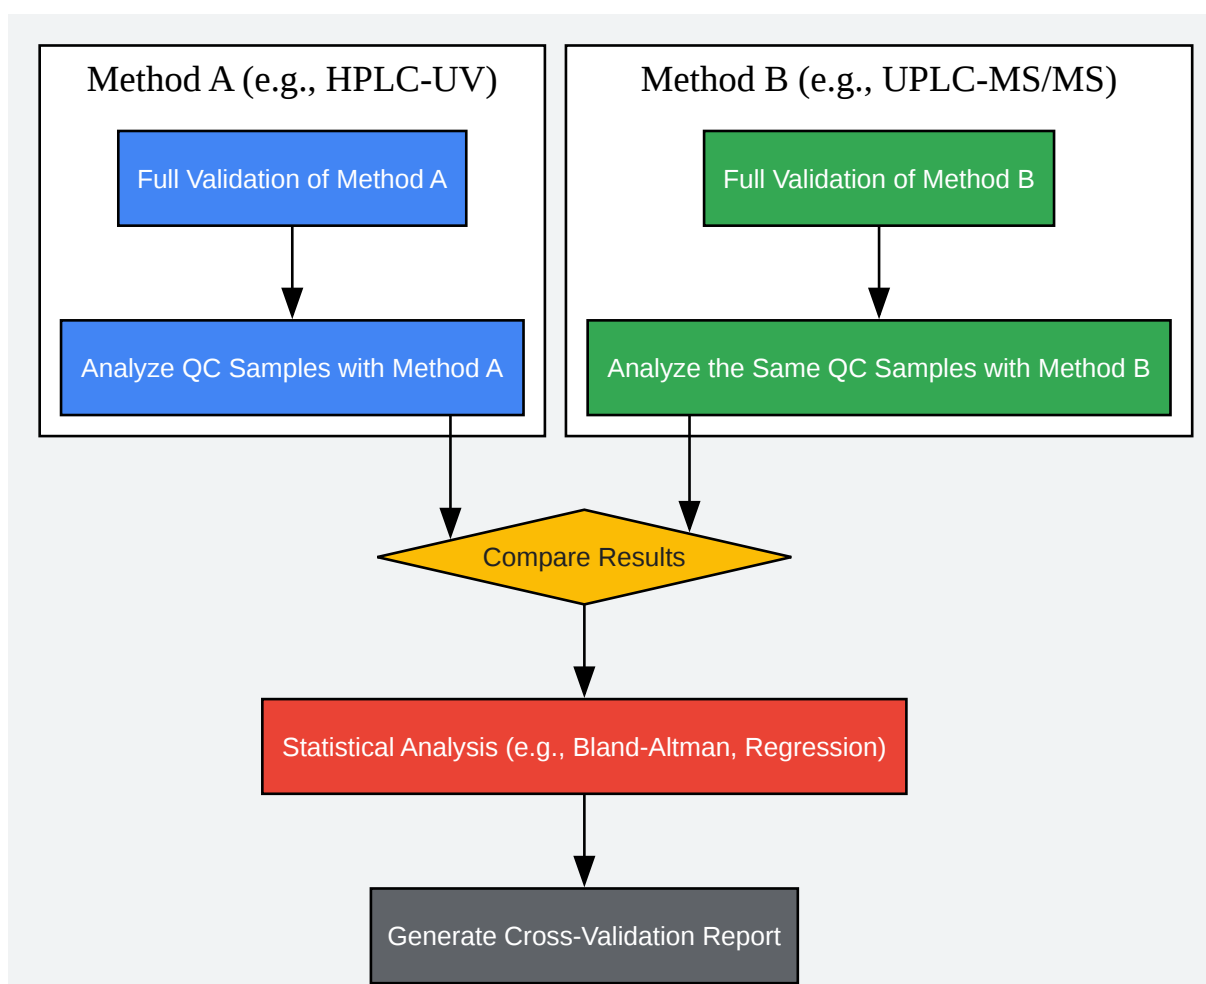 Method A (e.g., HPLC-UV)
Full Validation of Method A
Analyze QC Samples with Method A
Method B (e.g., UPLC-MS/MS)
Full Validation of Method B
Analyze the Same QC Samples with Method B
Compare Results
Statistical Analysis (e.g., Bland-Altman, Regression)
Generate Cross-Validation Report